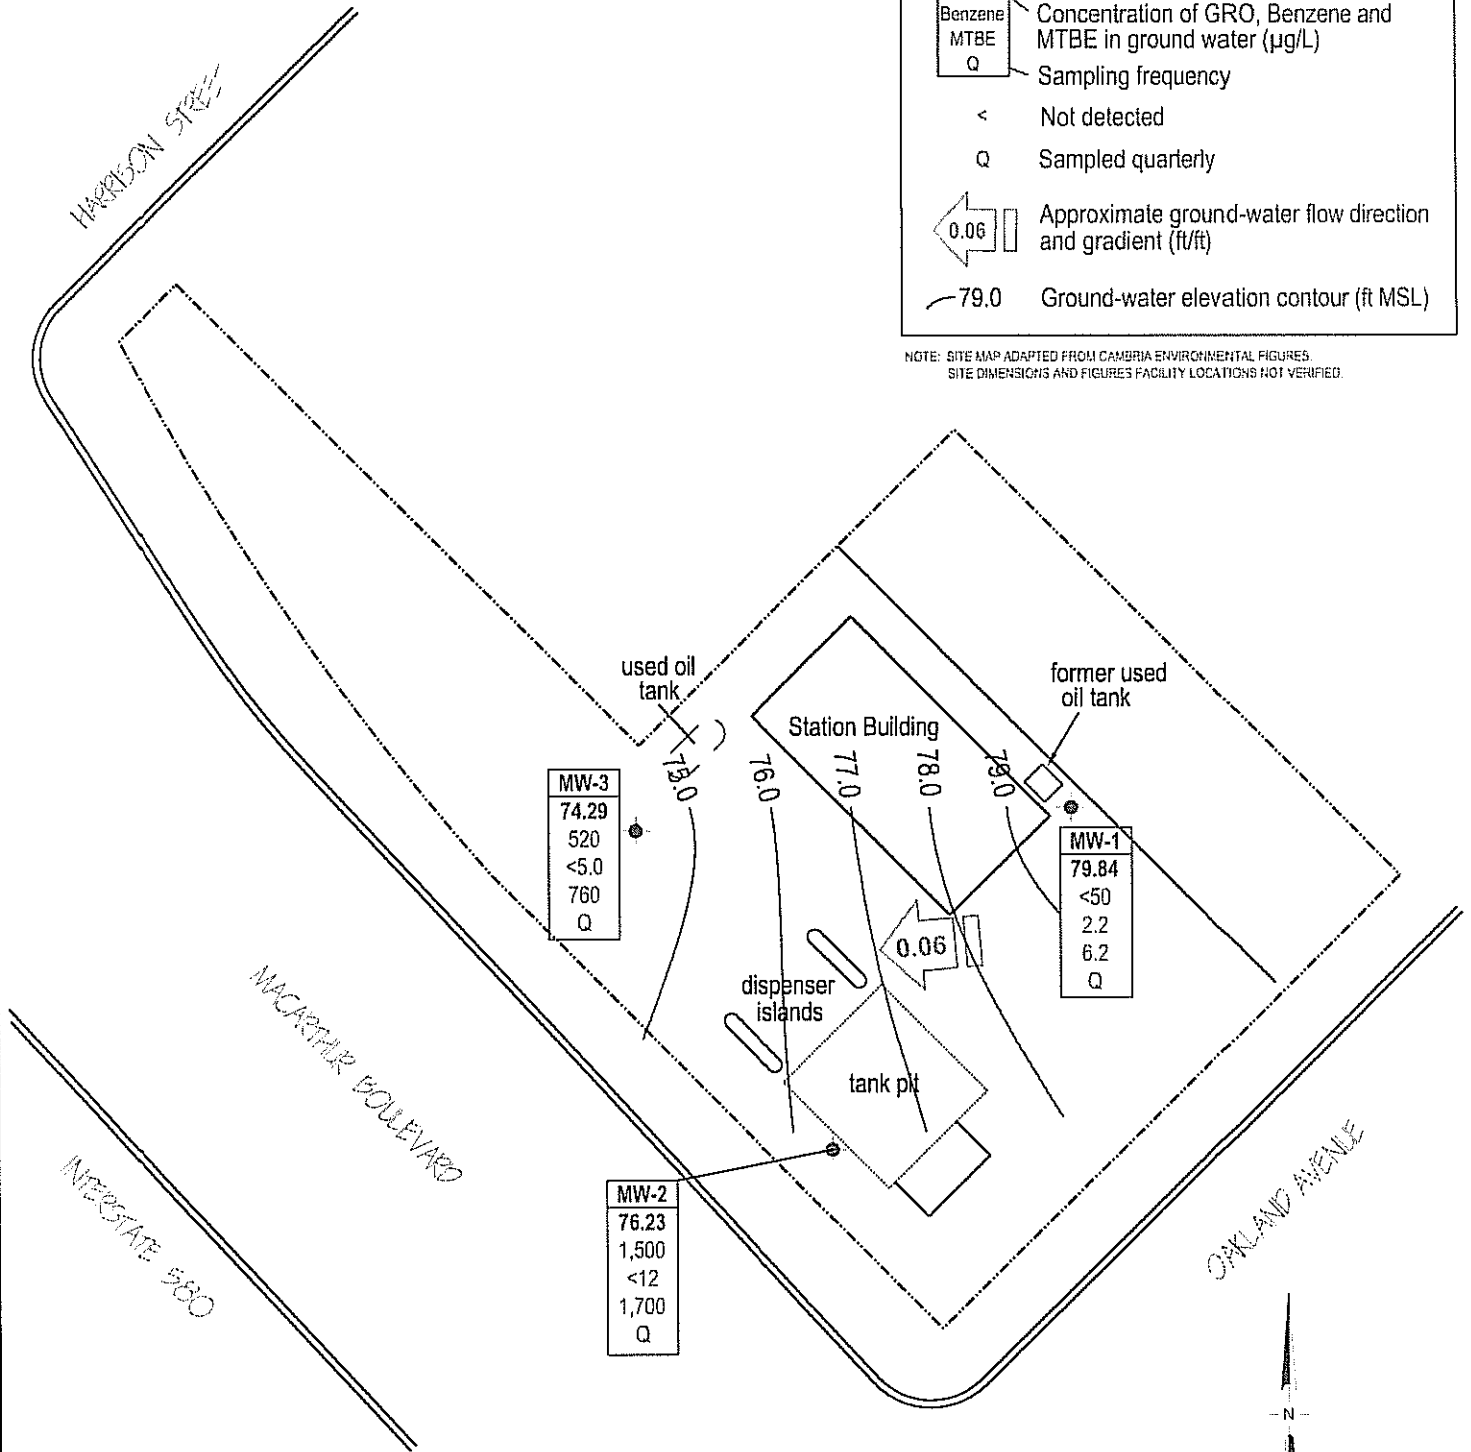 Benzene
MTBE
Q
Concentration of GRO, Benzene and
MTBE in ground water (µg/L)
Sampling frequency
< Not detected
Q Sampled quarterly
0.06
Approximate ground-water flow direction
and gradient (ft/ft)
79.0 Ground-water elevation contour (ft MSL)
NOTE: SITE MAP ADAPTED FROM CAMBRIA ENVIRONMENTAL FIGURES.
SITE DIMENSIONS AND FIGURES FACILITY LOCATIONS NOT VERIFIED.
HARRISON STREE
used oil
tank
Station Building
former used
oil tank
75.0
76.0
77.0
78.0
79.0
MW-3
74.29
520
<5.0
760
Q
MW-1
79.84
<50
2.2
6.2
Q
0.06
dispenser
islands
tank pit
MACARTHUR BOULEVARD
INTERSTATE 580
MW-2
76.23
1,500
<12
1,700
Q
OAKLAND AVENUE
N